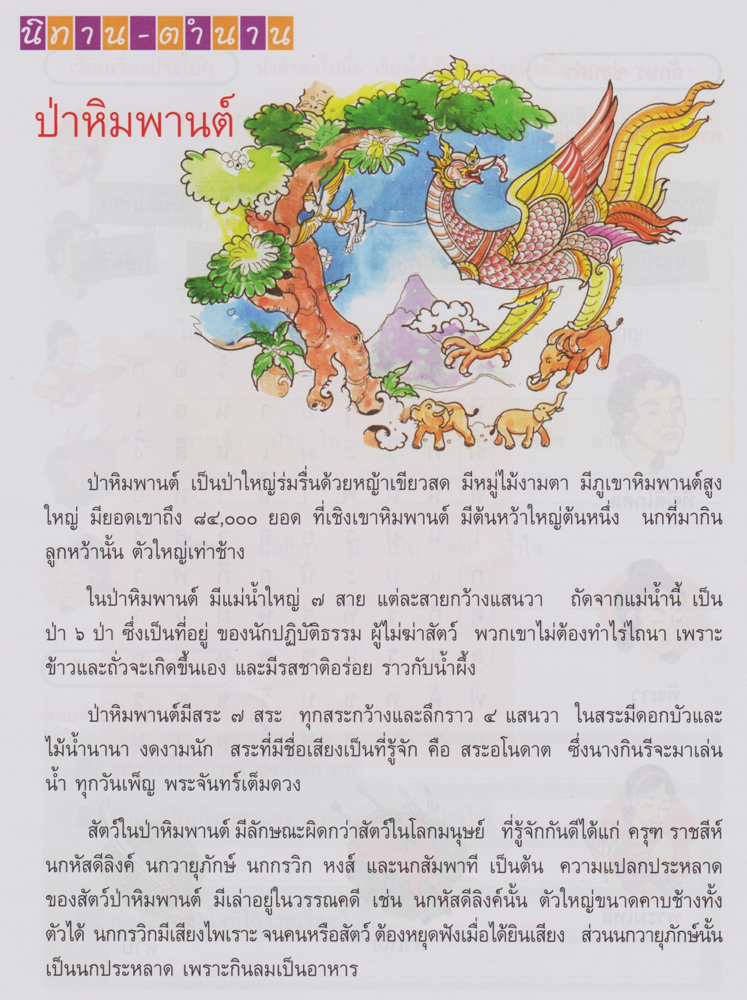 นิทาน-ตำนาน
ป่าหิมพานต์
ป่าหิมพานต์ เป็นป่าใหญ่ร่มรื่นด้วยหญ้าเขียวสด มีหมู่ไม้งามตา มีภูเขาหิมพานต์สูง
ใหญ่ มียอดเขาถึง ๘๔,๐๐๐ ยอด ที่เชิงเขาหิมพานต์ มีต้นหว้าใหญ่ต้นหนึ่ง นกที่มากิน
ลูกหว้านั้น ตัวใหญ่เท่าช้าง
ในป่าหิมพานต์ มีแม่น้ำใหญ่ ๗ สาย แต่ละสายกว้างแสนวา ถัดจากแม่น้ำนี้ เป็น
ป่า ๖ ป่า ซึ่งเป็นที่อยู่ ของนักปฏิบัติธรรม ผู้ไม่ฆ่าสัตว์ พวกเขาไม่ต้องทำไร่ไถนา เพราะ
ข้าวและถั่วจะเกิดขึ้นเอง และมีรสชาติอร่อย ราวกับน้ำผึ้ง
ป่าหิมพานต์มีสระ ๗ สระ ทุกสระกว้างและลึกราว ๔ แสนวา ในสระมีดอกบัวและ
ไม้น้ำนานา งดงามนัก สระที่มีชื่อเสียงเป็นที่รู้จัก คือ สระอโนดาต ซึ่งนางกินรีจะมาเล่น
น้ำ ทุกวันเพ็ญ พระจันทร์เต็มดวง
สัตว์ในป่าหิมพานต์ มีลักษณะผิดกว่าสัตว์ในโลกมนุษย์ ที่รู้จักกันดีได้แก่ ครุฑ ราชสีห์
นกหัสดีลิงค์ นกวายุภักษ์ นกกรวิก หงส์ และนกสัมพาที เป็นต้น ความแปลกประหลาด
ของสัตว์ป่าหิมพานต์ มีเล่าอยู่ในวรรณคดี เช่น นกหัสดีลิงค์นั้น ตัวใหญ่ขนาดคาบช้างทั้ง
ตัวได้ นกกรวิกมีเสียงไพเราะ จนคนหรือสัตว์ ต้องหยุดฟังเมื่อได้ยินเสียง ส่วนนกวายุภักษ์นั้น
เป็นนกประหลาด เพราะกินลมเป็นอาหาร